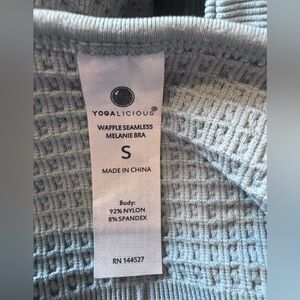 YOGALICIOUS®
WAFFLE SEAMLESS
MELANIE BRA
S
MADE IN CHINA
Body:
92% NYLON
8% SPANDEX
RN 144527